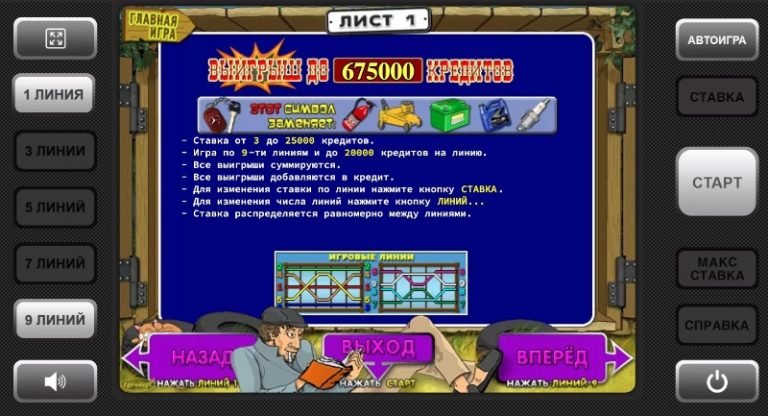 ГЛАВНАЯ
ИГРА
ЛИСТ 1
АВТОИГРА
ВЫИГРЫШ ДО 675000 КРЕДИТОВ
1 ЛИНИЯ
СТАВКА
ЭТОТ СИМВОЛ
ЗАМЕНЯЕТ:
- Ставка от 3 до 25000 кредитов.
- Игра по 9-ти линиям и до 20000 кредитов на линию.
- Все выигрыши суммируются.
- Все выигрыши добавляются в кредит.
- Для изменения ставки по линии нажмите кнопку СТАВКА.
- Для изменения числа линий нажмите кнопку ЛИНИЙ...
- Ставка распределяется равномерно между линиями.
3 ЛИНИИ
СТАРТ
5 ЛИНИЙ
7 ЛИНИЙ
МАКС
СТАВКА
ИГРОВЫЕ ЛИНИИ
9 ЛИНИЙ
СПРАВКА
НАЗАД
ВЫХОД
ВПЕРЁД
НАЖАТЬ ЛИНИЙ 1
НАЖАТЬ СТАРТ
НАЖАТЬ ЛИНИЙ 9